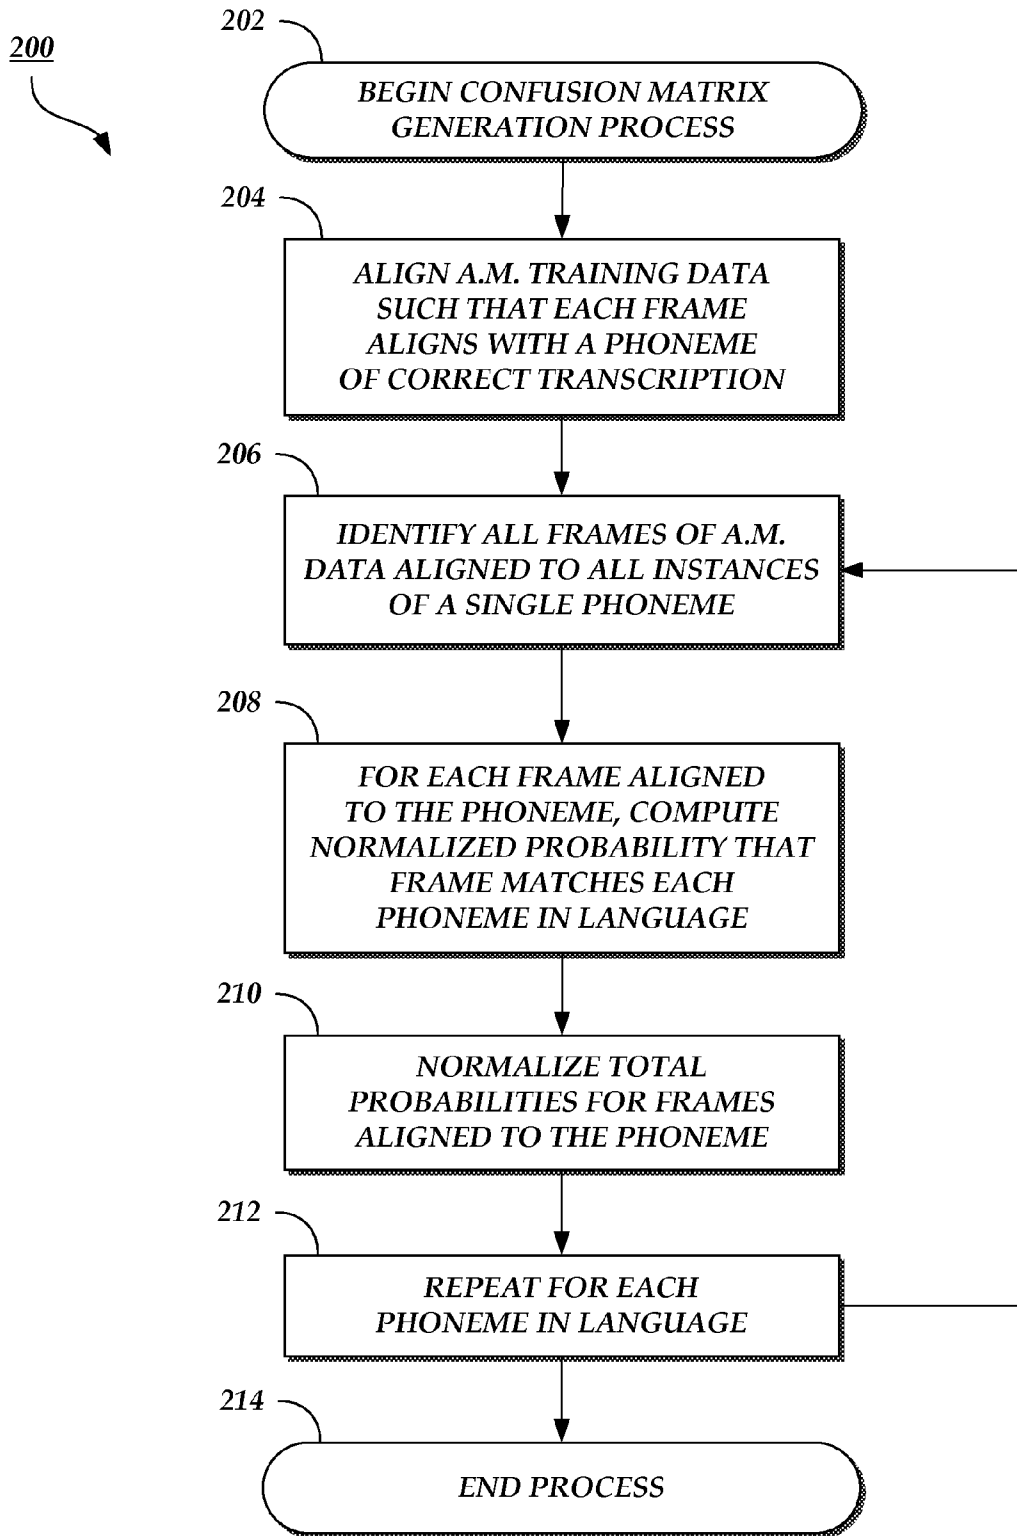 200
202
BEGIN CONFUSION MATRIX
GENERATION PROCESS
204
ALIGN A.M. TRAINING DATA
SUCH THAT EACH FRAME
ALIGNS WITH A PHONEME
OF CORRECT TRANSCRIPTION
206
IDENTIFY ALL FRAMES OF A.M.
DATA ALIGNED TO ALL INSTANCES
OF A SINGLE PHONEME
208
FOR EACH FRAME ALIGNED
TO THE PHONEME, COMPUTE
NORMALIZED PROBABILITY THAT
FRAME MATCHES EACH
PHONEME IN LANGUAGE
210
NORMALIZE TOTAL
PROBABILITIES FOR FRAMES
ALIGNED TO THE PHONEME
212
REPEAT FOR EACH
PHONEME IN LANGUAGE
214
END PROCESS